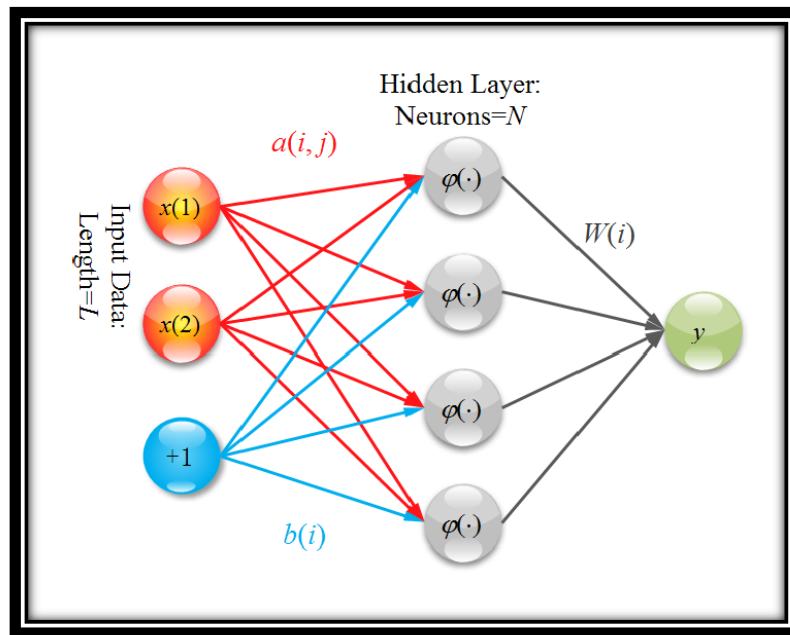 Hidden Layer:
Neurons=N
a(i, j)
Input Data:
Length=L
x(1)
x(2)
+1
b(i)
φ(·)
φ(·)
φ(·)
φ(·)
W(i)
y